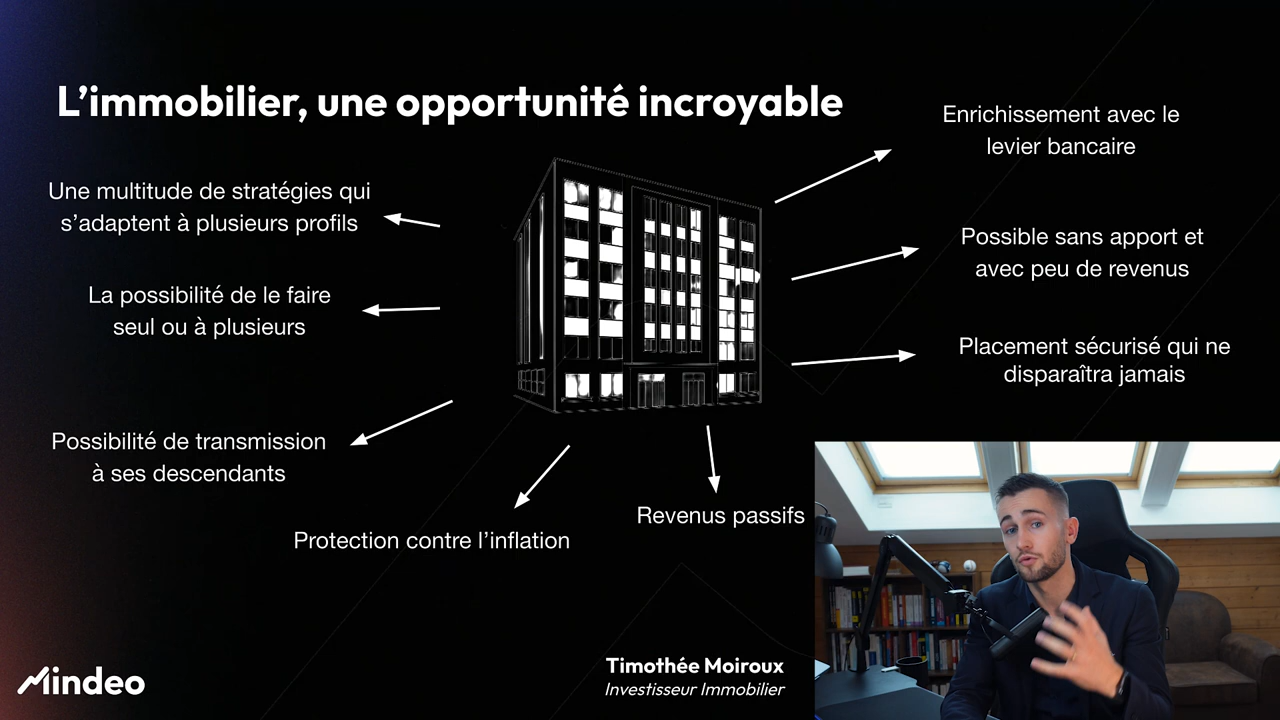 L'immobilier, une opportunité incroyable
Enrichissement avec le
levier bancaire
Une multitude de stratégies qui
s'adaptent à plusieurs profils
Possible sans apport et
avec peu de revenus
La possibilité de le faire
seul ou à plusieurs
Placement sécurisé qui ne
disparaîtra jamais
Possibilité de transmission
à ses descendants
Protection contre l'inflation
Revenus passifs
Mindeo
Timothée Moiroux
Investisseur Immobilier